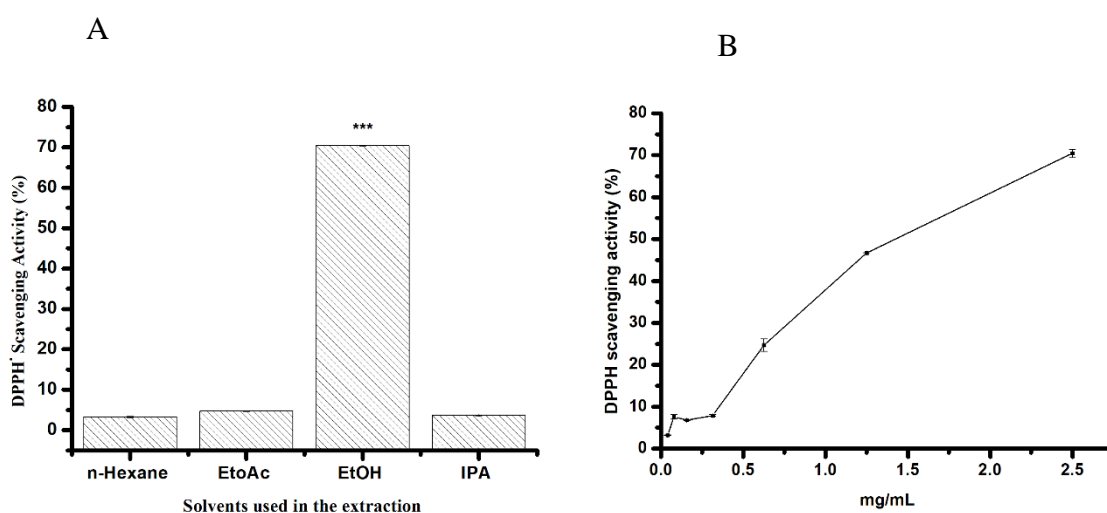 A
DPPH˙ Scavenging Activity (%)
80
70
60
50
40
30
20
10
0
***
n-Hexane EtoAc EtOH IPA
Solvents used in the extraction
B
DPPH scavenging activity (%)
80
70
60
50
40
30
20
10
0
0.0 0.5 1.0 1.5 2.0 2.5
mg/mL